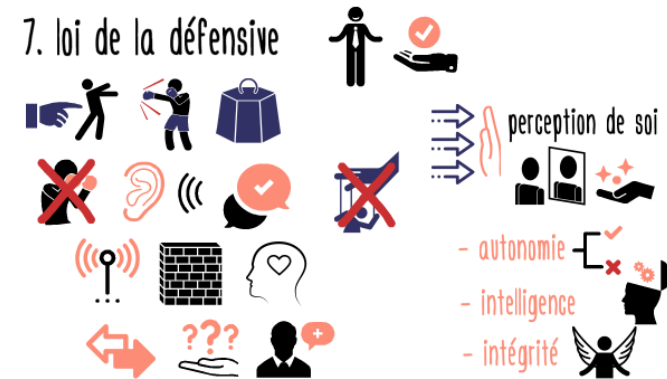 7. loi de la défensive
perception de soi
- autonomie
- intelligence
- intégrité
???